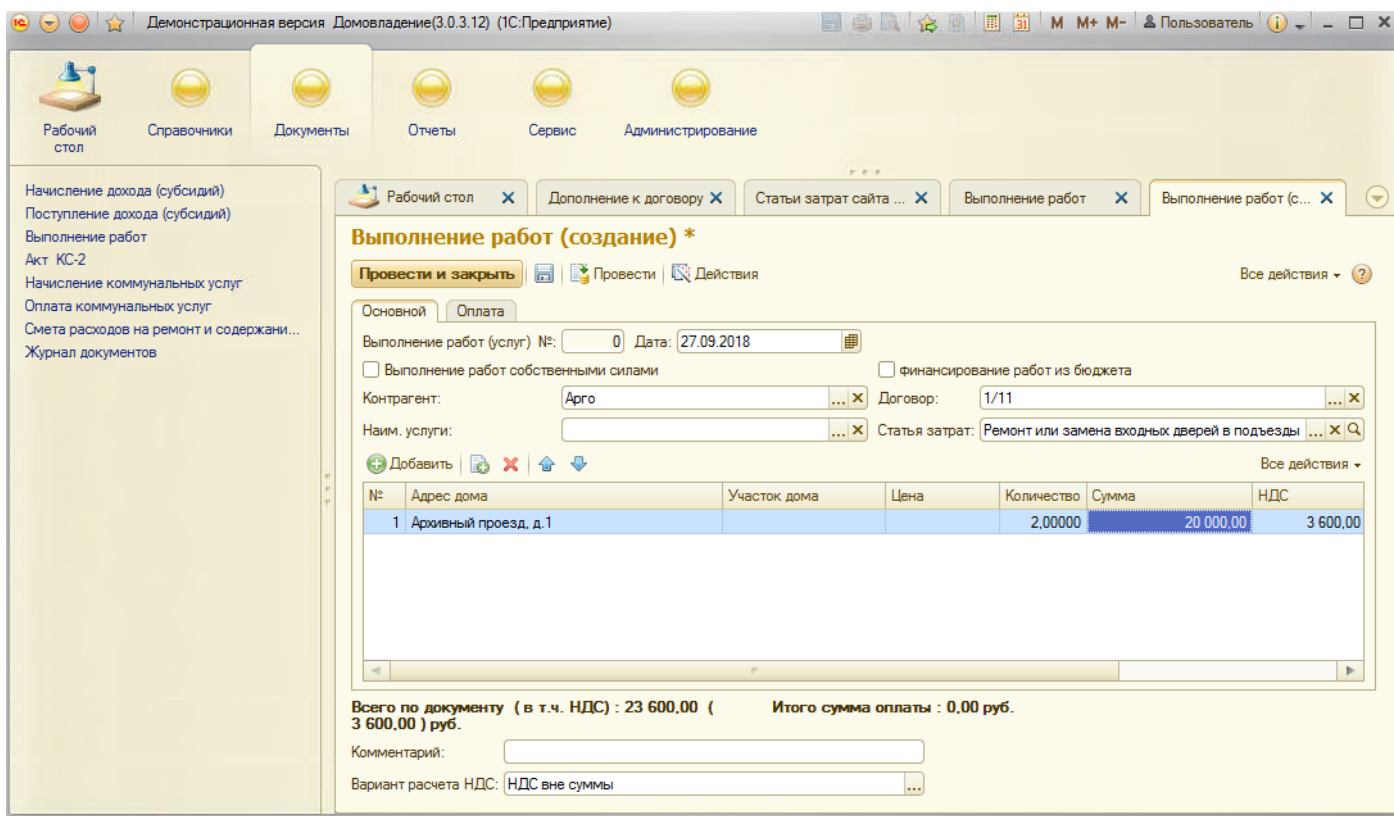 Демонстрационная версия Домовладение(3.0.3.12) (1С:Предприятие)
M M+ M- Пользователь
Рабочий стол
Справочники
Документы
Отчеты
Сервис
Администрирование
Начисление дохода (субсидий)
Поступление дохода (субсидий)
Выполнение работ
Акт КС-2
Начисление коммунальных услуг
Оплата коммунальных услуг
Смета расходов на ремонт и содержани...
Журнал документов
Рабочий стол
Дополнение к договору
Статьи затрат сайта ...
Выполнение работ
Выполнение работ (с...
Выполнение работ (создание) *
Провести и закрыть Провести Действия Все действия
Основной Оплата
Выполнение работ (услуг) №: 0 Дата: 27.09.2018
Выполнение работ собственными силами финансирование работ из бюджета
Контрагент: Арго Договор: 1/11
Наим. услуги: Статья затрат: Ремонт или замена входных дверей в подъезды
Добавить Все действия
№ Адрес дома Участок дома Цена Количество Сумма НДС
1 Архивный проезд, д.1 2,00000 20 000,00 3 600,00
Всего по документу ( в т.ч. НДС) : 23 600,00 ( Итого сумма оплаты : 0,00 руб.
3 600,00 ) руб.
Комментарий:
Вариант расчета НДС: НДС вне суммы